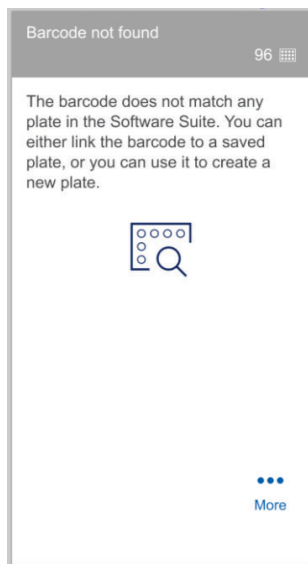 Barcode not found
96
The barcode does not match any
plate in the Software Suite. You can
either link the barcode to a saved
plate, or you can use it to create a
new plate.
More